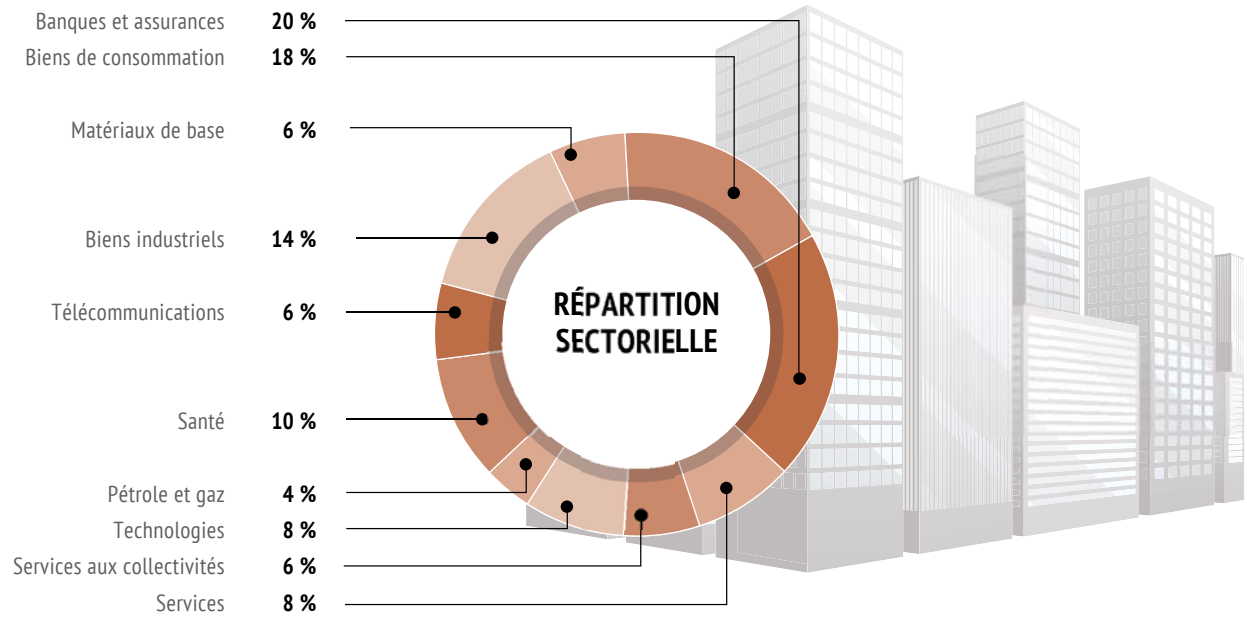 Banques et assurances 20 %
Biens de consommation 18 %
Matériaux de base 6 %
Biens industriels 14 %
Télécommunications 6 %
Santé 10 %
Pétrole et gaz 4 %
Technologies 8 %
Services aux collectivités 6 %
Services 8 %
RÉPARTITION
SECTORIELLE